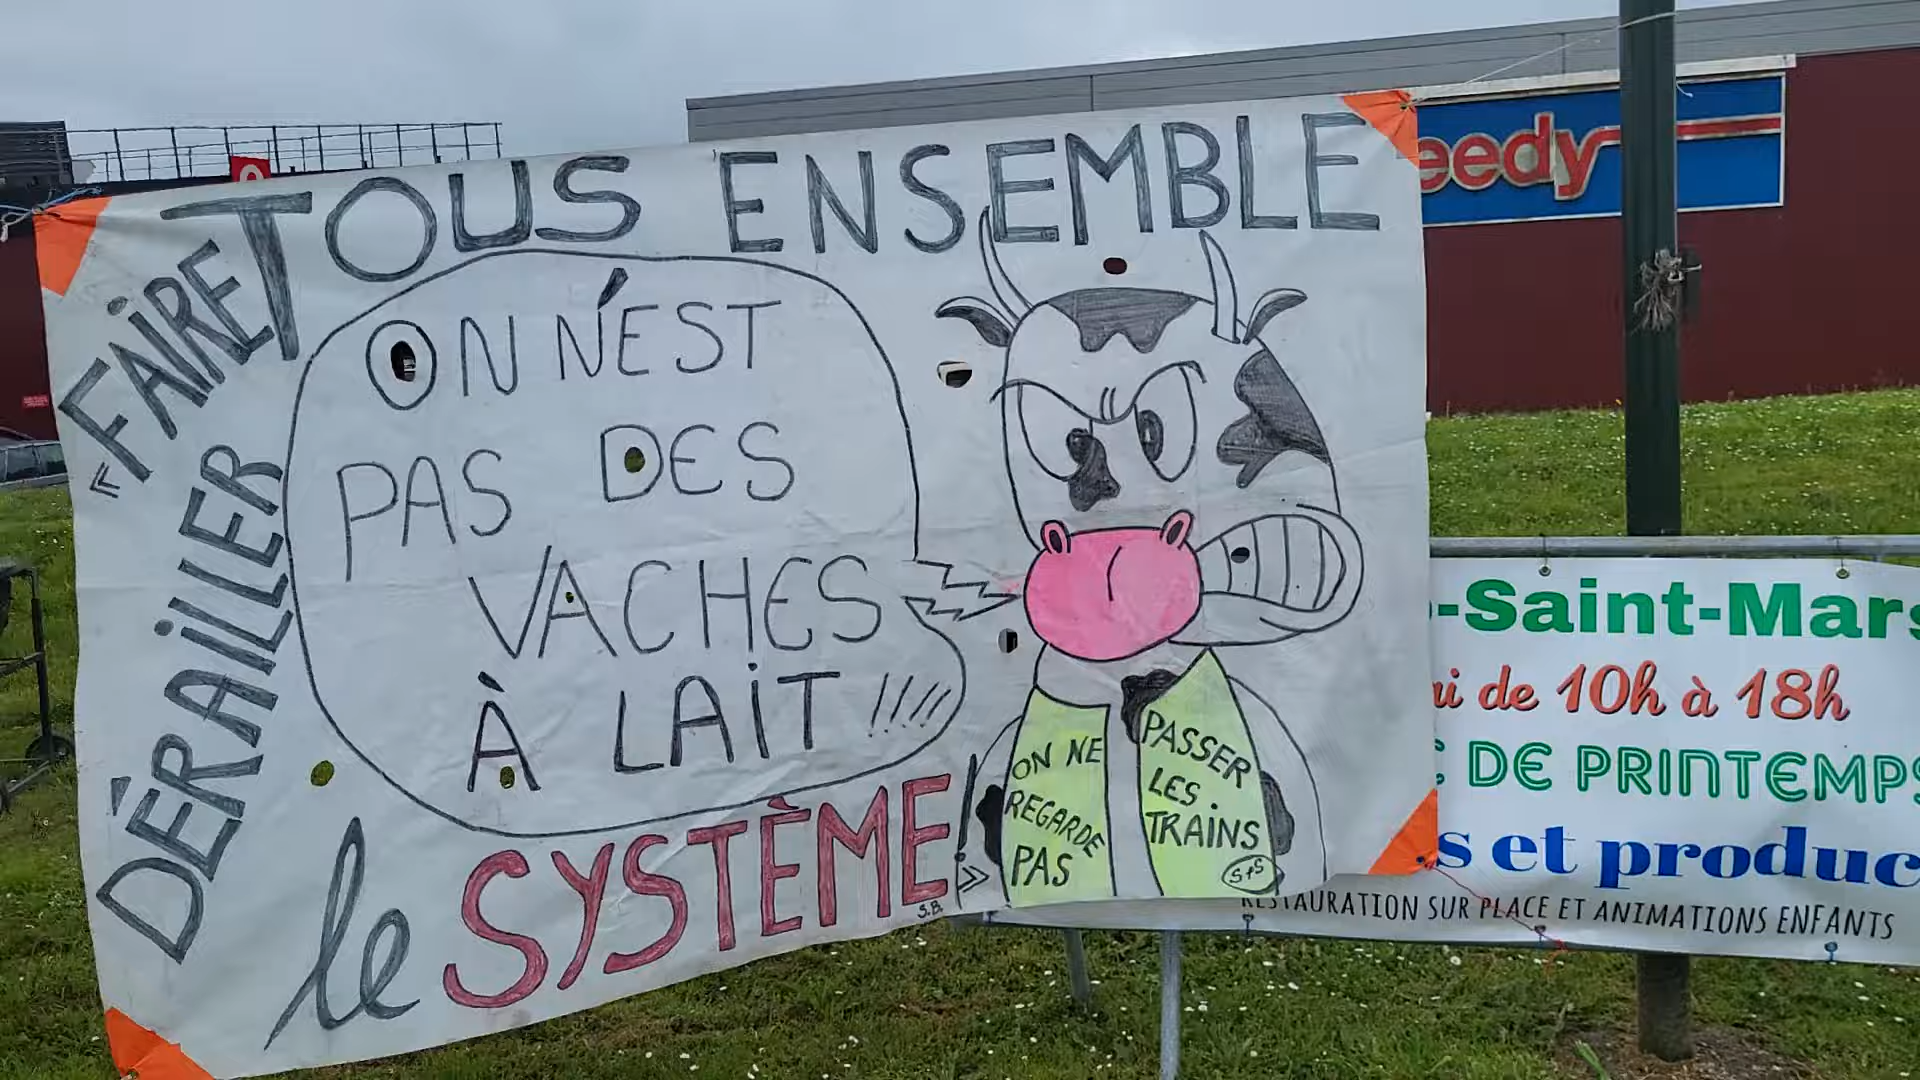 TOUS ENSEMBLE
« FAIRE
DÉRAILLER
le SYSTÈME »
S.B.
ON N'EST
PAS DES
VACHES
À LAIT !!!!
ON NE
REGARDE
PAS
PASSER
LES
TRAINS
eedy
-Saint-Mars
de 10h à 18h
DE PRINTEMPS
et produc
RESTAURATION SUR PLACE ET ANIMATIONS ENFANTS